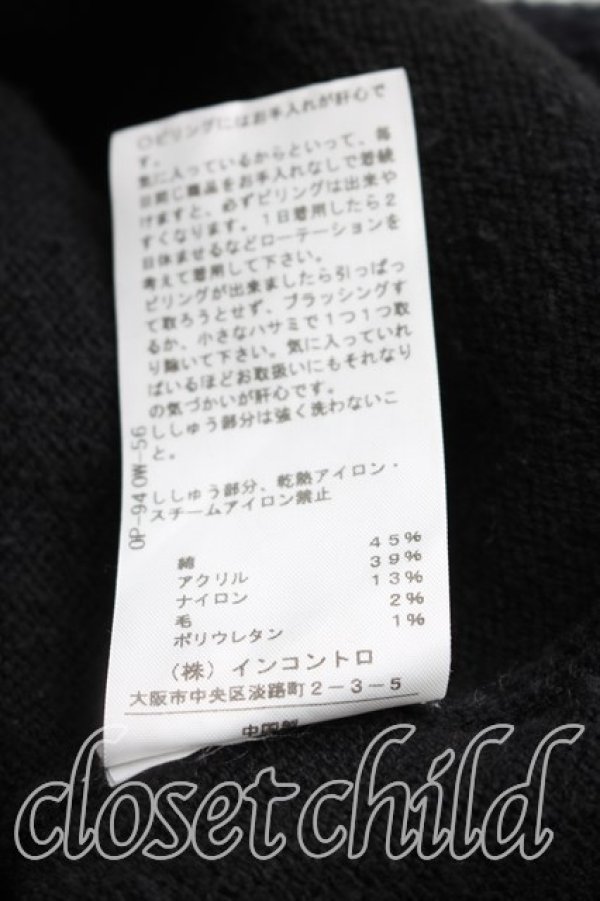 ○ピリングにはお手入れが肝心で
す。
気に入っているからといって、毎
日同じ商品をお手入れなしで着続
けますと、必ずピリングは出来や
すくなります。1日着用したら2
日休ませるなどローテーションを
考えて着用して下さい。
ピリングが出来ましたら引っぱっ
て取ろうとせず、ブラッシングす
るか、小さなハサミで1つ1つ取
り除いて下さい。気に入っていれ
ばいるほどお取扱いにもそれなり
の気づかいが肝心です。
ししゅう部分は強く洗わないこ
と。
ししゅう部分、乾熱アイロン・
スチームアイロン禁止
OP-940W-56
綿 45%
アクリル 39%
ナイロン 13%
毛 2%
ポリウレタン 1%
(株)インコントロ
大阪市中央区淡路町2-3-5
中国製
closet child